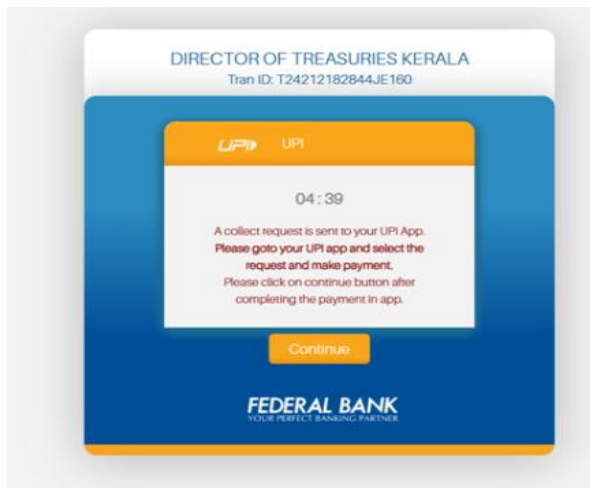 DIRECTOR OF TREASURIES KERALA
Tran ID: T24212182844JE160
UPI UPI
04:39
A collect request is sent to your UPI App.
Please goto your UPI app and select the
request and make payment.
Please click on continue button after
completing the payment in app.
Continue
FEDERAL BANK
YOUR PERFECT BANKING PARTNER